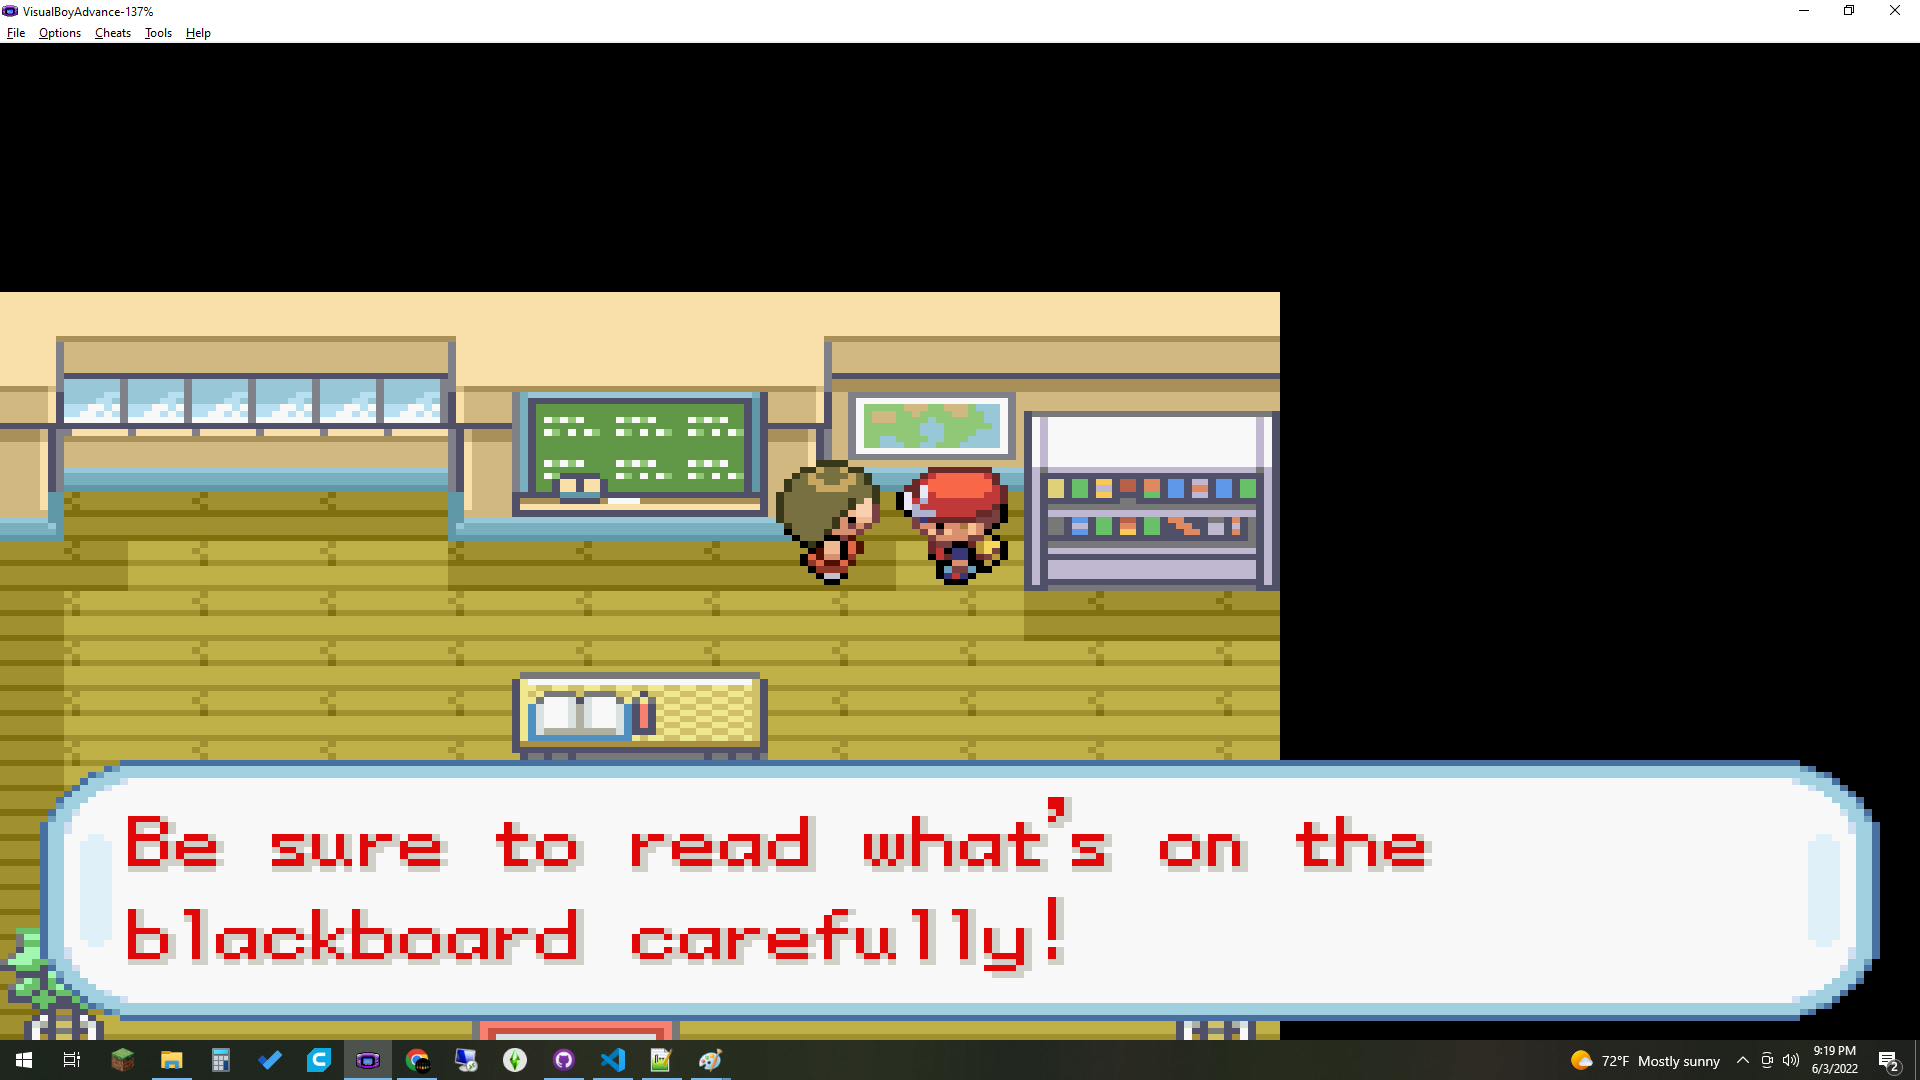 VisualBoyAdvance-137%
File Options Cheats Tools Help
Be sure to read what's on the
blackboard carefully!
72°F Mostly sunny
9:19 PM
6/3/2022
2